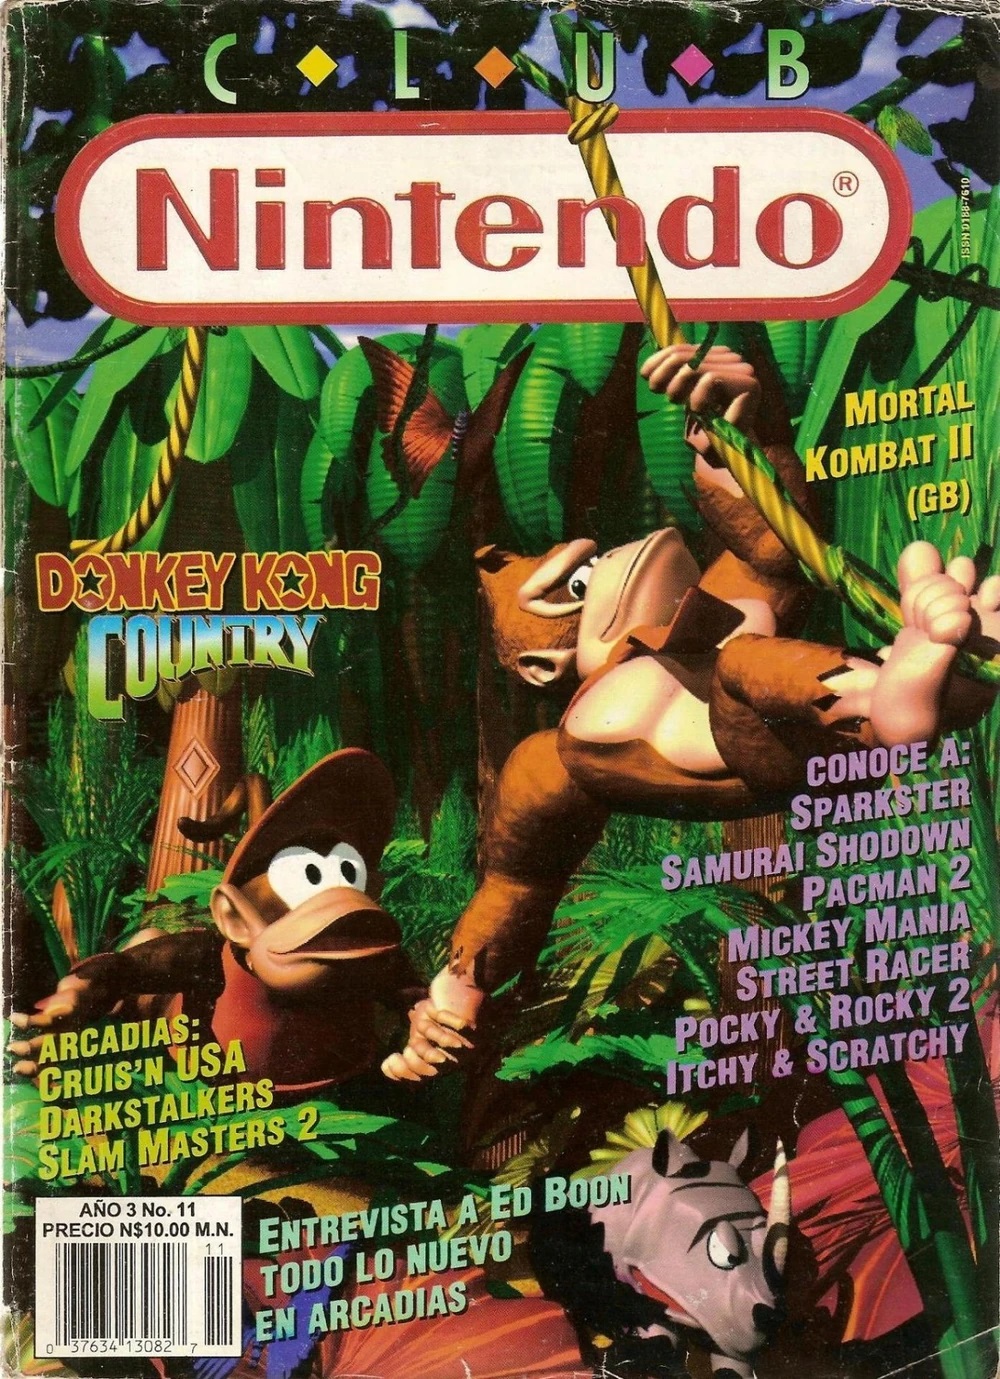 CLUB
Nintendo®
ISSN 0188-7610
MORTAL
KOMBAT II
(GB)
DONKEY KONG
COUNTRY
CONOCE A:
SPARKSTER
SAMURAI SHODOWN
PACMAN 2
MICKEY MANIA
STREET RACER
POCKY & ROCKY 2
ITCHY & SCRATCHY
ARCADIAS:
CRUIS'N USA
DARKSTALKERS
SLAM MASTERS 2
ENTREVISTA A ED BOON
TODO LO NUEVO
EN ARCADIAS
AÑO 3 No. 11
PRECIO N$10.00 M.N.
11
0 37634 13082 7